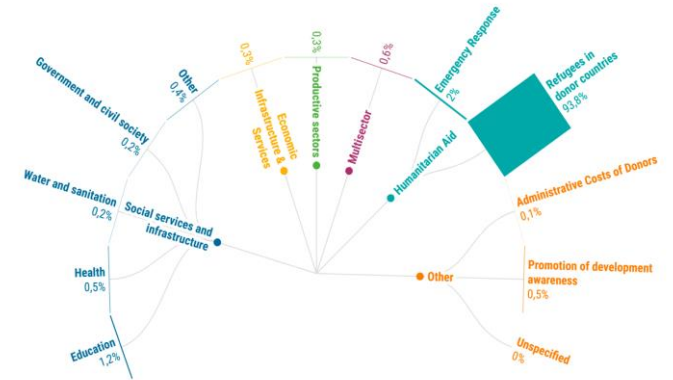 Education
1,2%
Health
0,5%
Water and sanitation
0,2%
Government and civil society
0,2%
Other
0,4%
Social services and
infrastructure
0,3%
Economic
Infrastructure &
Services
0,3%
Productive sectors
0,6%
Multisector
Emergency Response
2%
Humanitarian Aid
Refugees in
donor countries
93,8%
Administrative Costs of Donors
0,1%
Other
Promotion of development
awareness
0,5%
Unspecified
0%